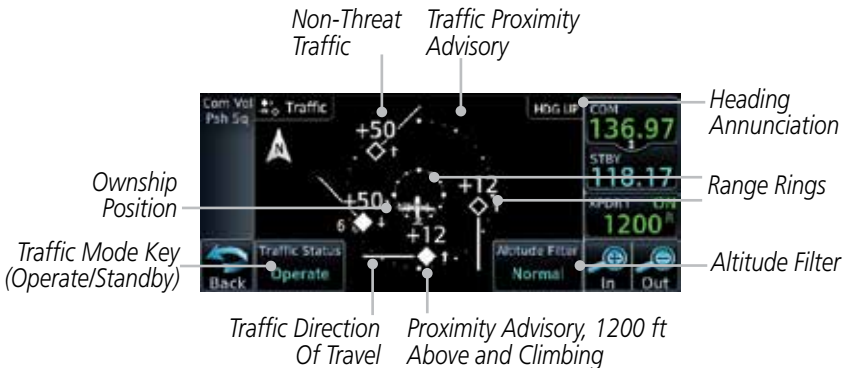 Non-Threat Traffic
Traffic Proximity Advisory
Heading Annunciation
Range Rings
Altitude Filter
Ownship Position
Traffic Mode Key (Operate/Standby)
Traffic Direction Of Travel
Proximity Advisory, 1200 ft Above and Climbing
Com Vol
Psh Sq
Traffic
HDG UP
COM
136.97
STBY
118.17
XPDRT ON
1200 R
N
+50
+12
+50
6
+12
Back
Traffic Status
Operate
Altitude Filter
Normal
In
Out